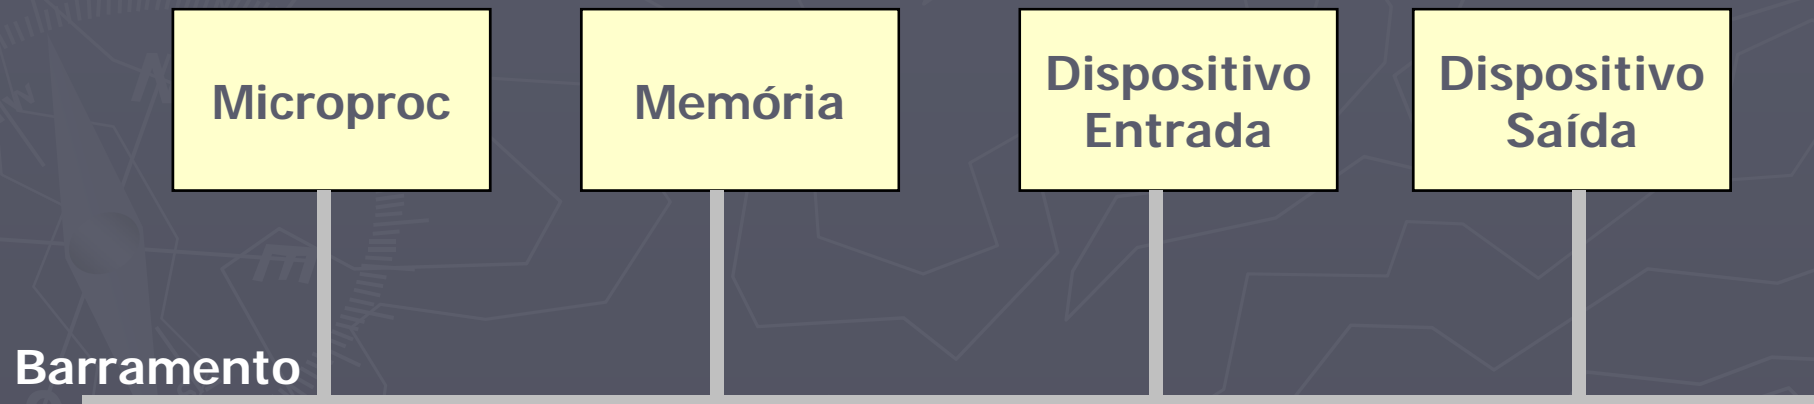 Microproc
Memória
Dispositivo
Entrada
Dispositivo
Saída
Barramento